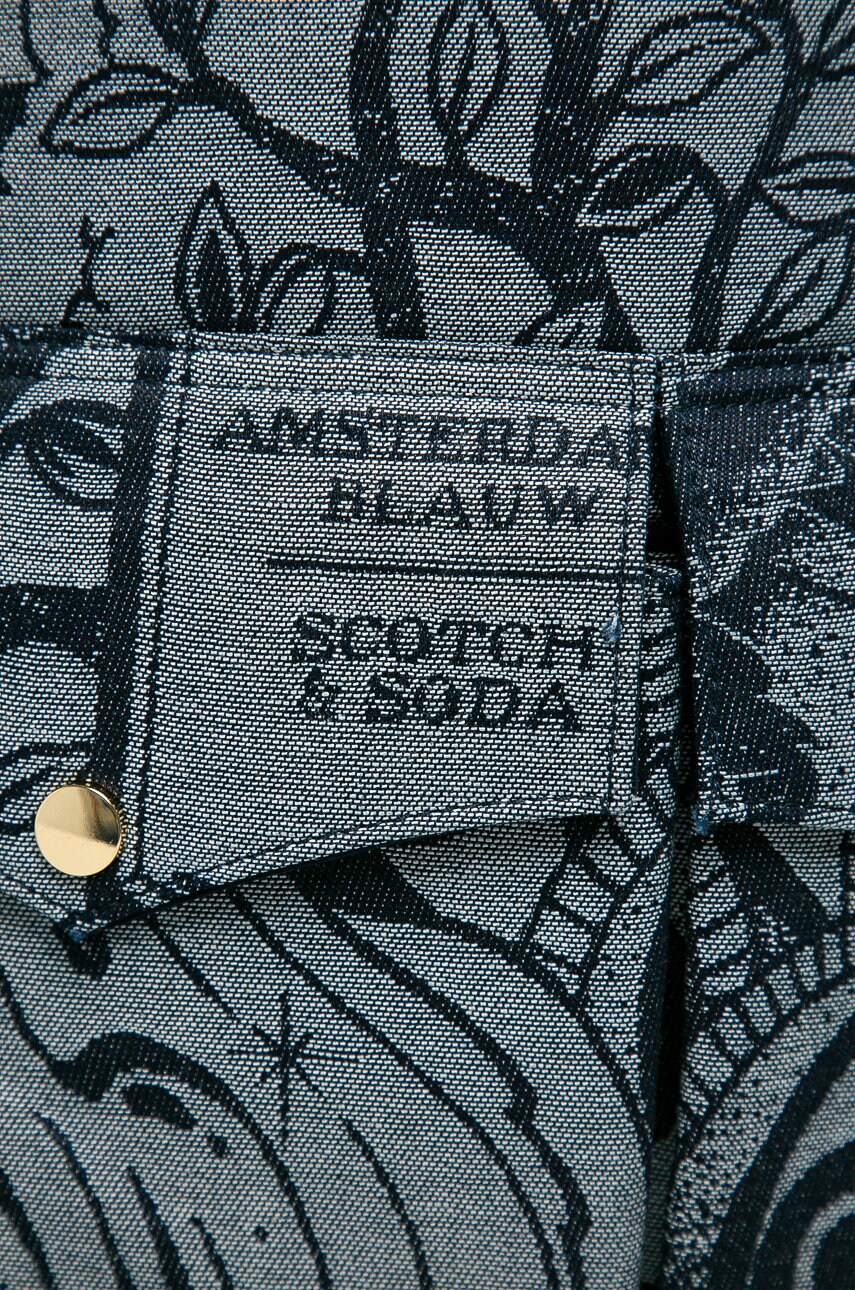 AMSTERDA
BLAUW
SCOTCH
& SODA